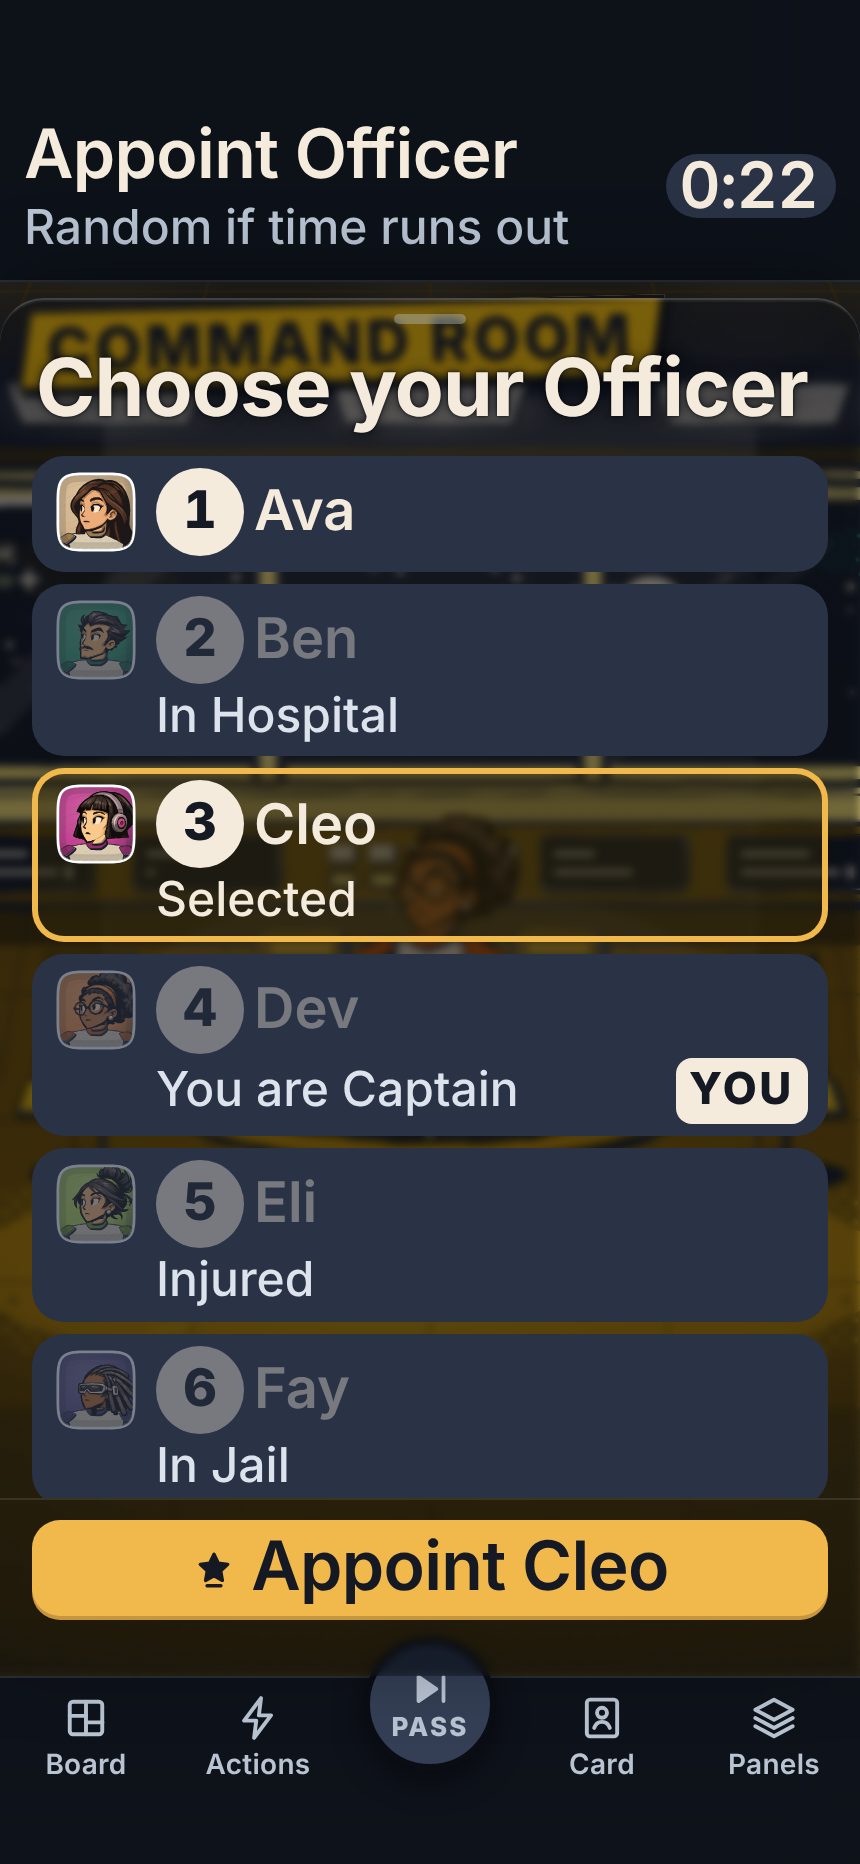 Appoint Officer
Random if time runs out
0:22
COMMAND ROOM
Choose your Officer
1 Ava
2 Ben
In Hospital
3 Cleo
Selected
4 Dev
You are Captain
YOU
5 Eli
Injured
6 Fay
In Jail
Appoint Cleo
PASS
Board
Actions
Card
Panels